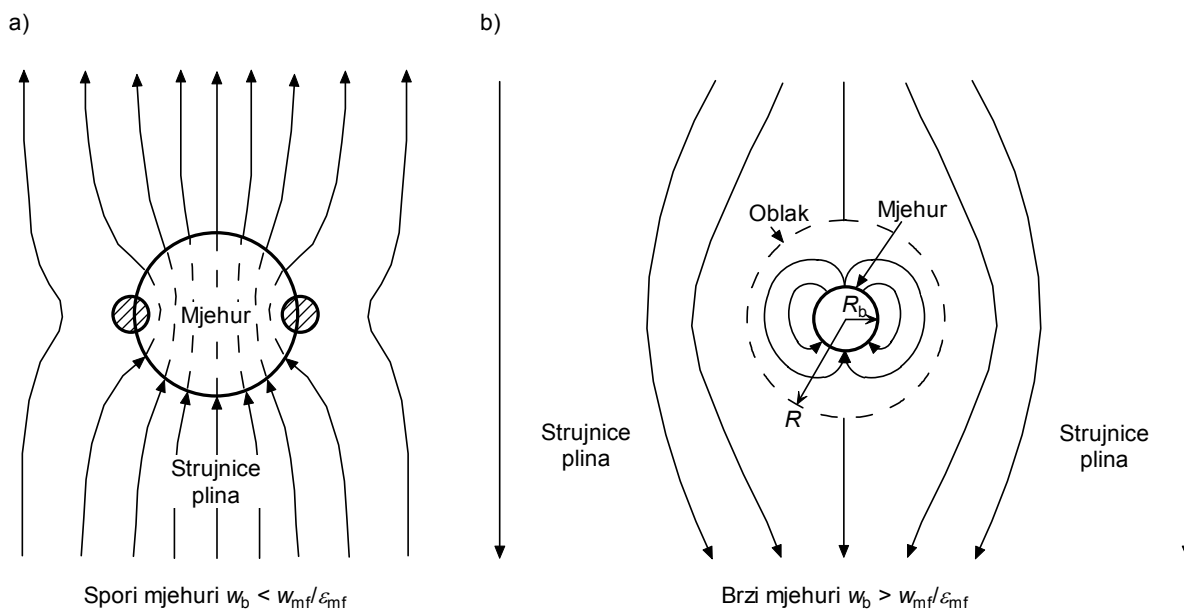 a)
b)
Mjehur
Strujnice
plina
Spori mjehuri w_b < w_mf/ε_mf
Oblak
Mjehur
R_b
R
Strujnice
plina
Strujnice
plina
Brzi mjehuri w_b > w_mf/ε_mf